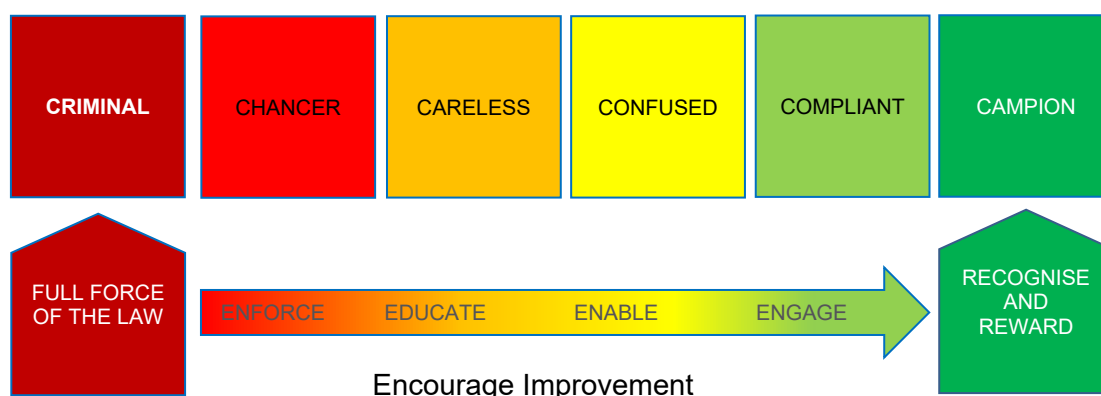 CRIMINAL
CHANCER
CARELESS
CONFUSED
COMPLIANT
CAMPION
FULL FORCE
OF THE LAW
ENFORCE
EDUCATE
ENABLE
ENGAGE
RECOGNISE
AND
REWARD
Encourage Improvement